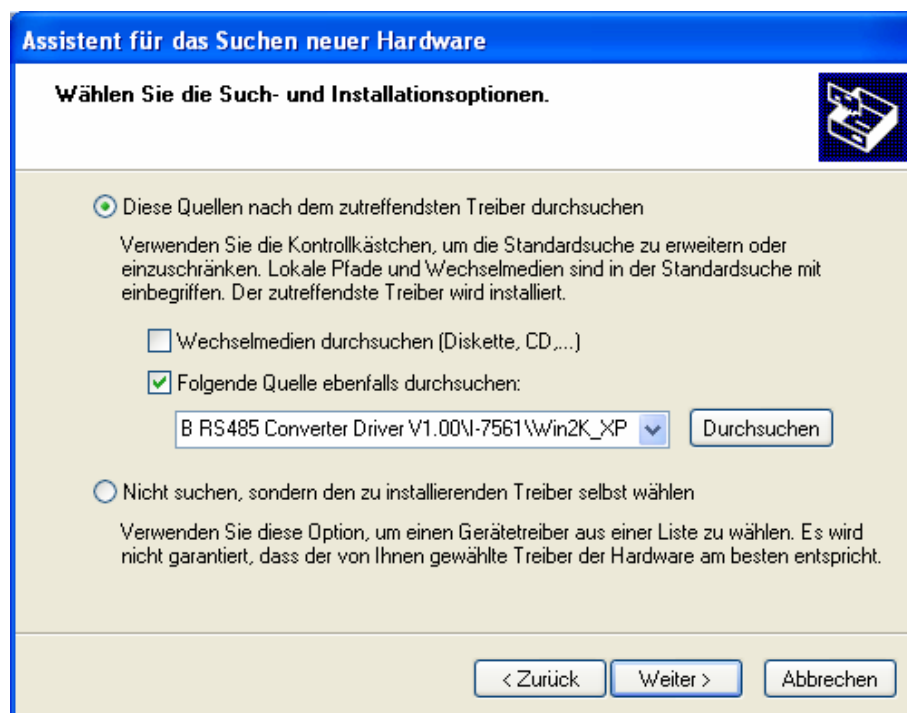 Assistent für das Suchen neuer Hardware
Wählen Sie die Such- und Installationsoptionen.
Diese Quellen nach dem zutreffendsten Treiber durchsuchen
Verwenden Sie die Kontrollkästchen, um die Standardsuche zu erweitern oder
einzuschränken. Lokale Pfade und Wechselmedien sind in der Standardsuche mit
einbegriffen. Der zutreffendste Treiber wird installiert.
Wechselmedien durchsuchen (Diskette, CD,...)
Folgende Quelle ebenfalls durchsuchen:
B RS485 Converter Driver V1.00\I-7561\Win2K_XP
Durchsuchen
Nicht suchen, sondern den zu installierenden Treiber selbst wählen
Verwenden Sie diese Option, um einen Gerätetreiber aus einer Liste zu wählen. Es wird
nicht garantiert, dass der von Ihnen gewählte Treiber der Hardware am besten entspricht.
< Zurück Weiter > Abbrechen